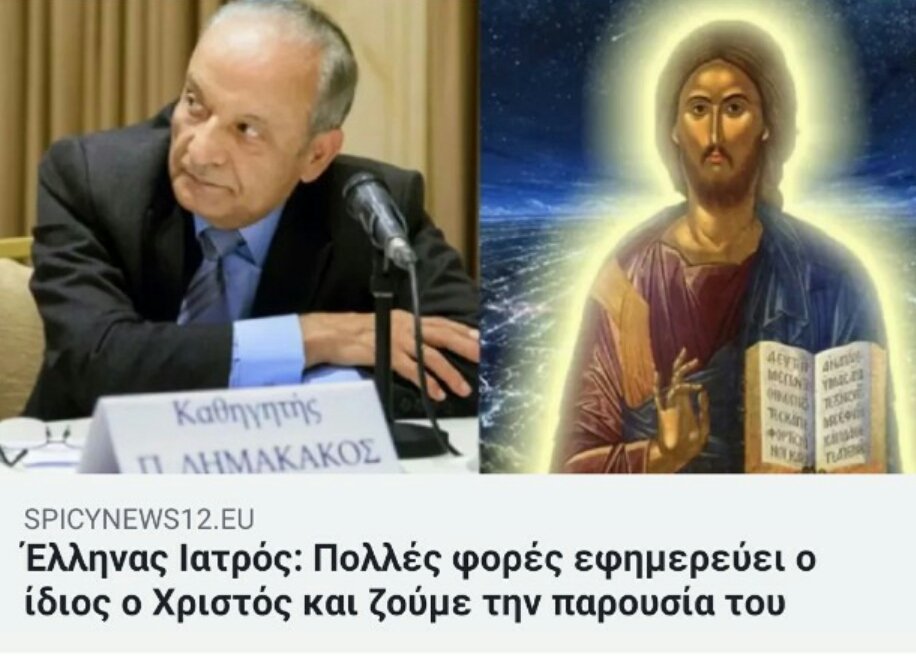 Καθηγητής
Π. ΔΗΜΑΚΑΚΟΣ
SPICYNEWS12.EU
Έλληνας Ιατρός: Πολλές φορές εφημερεύει ο
ίδιος ο Χριστός και ζούμε την παρουσία του